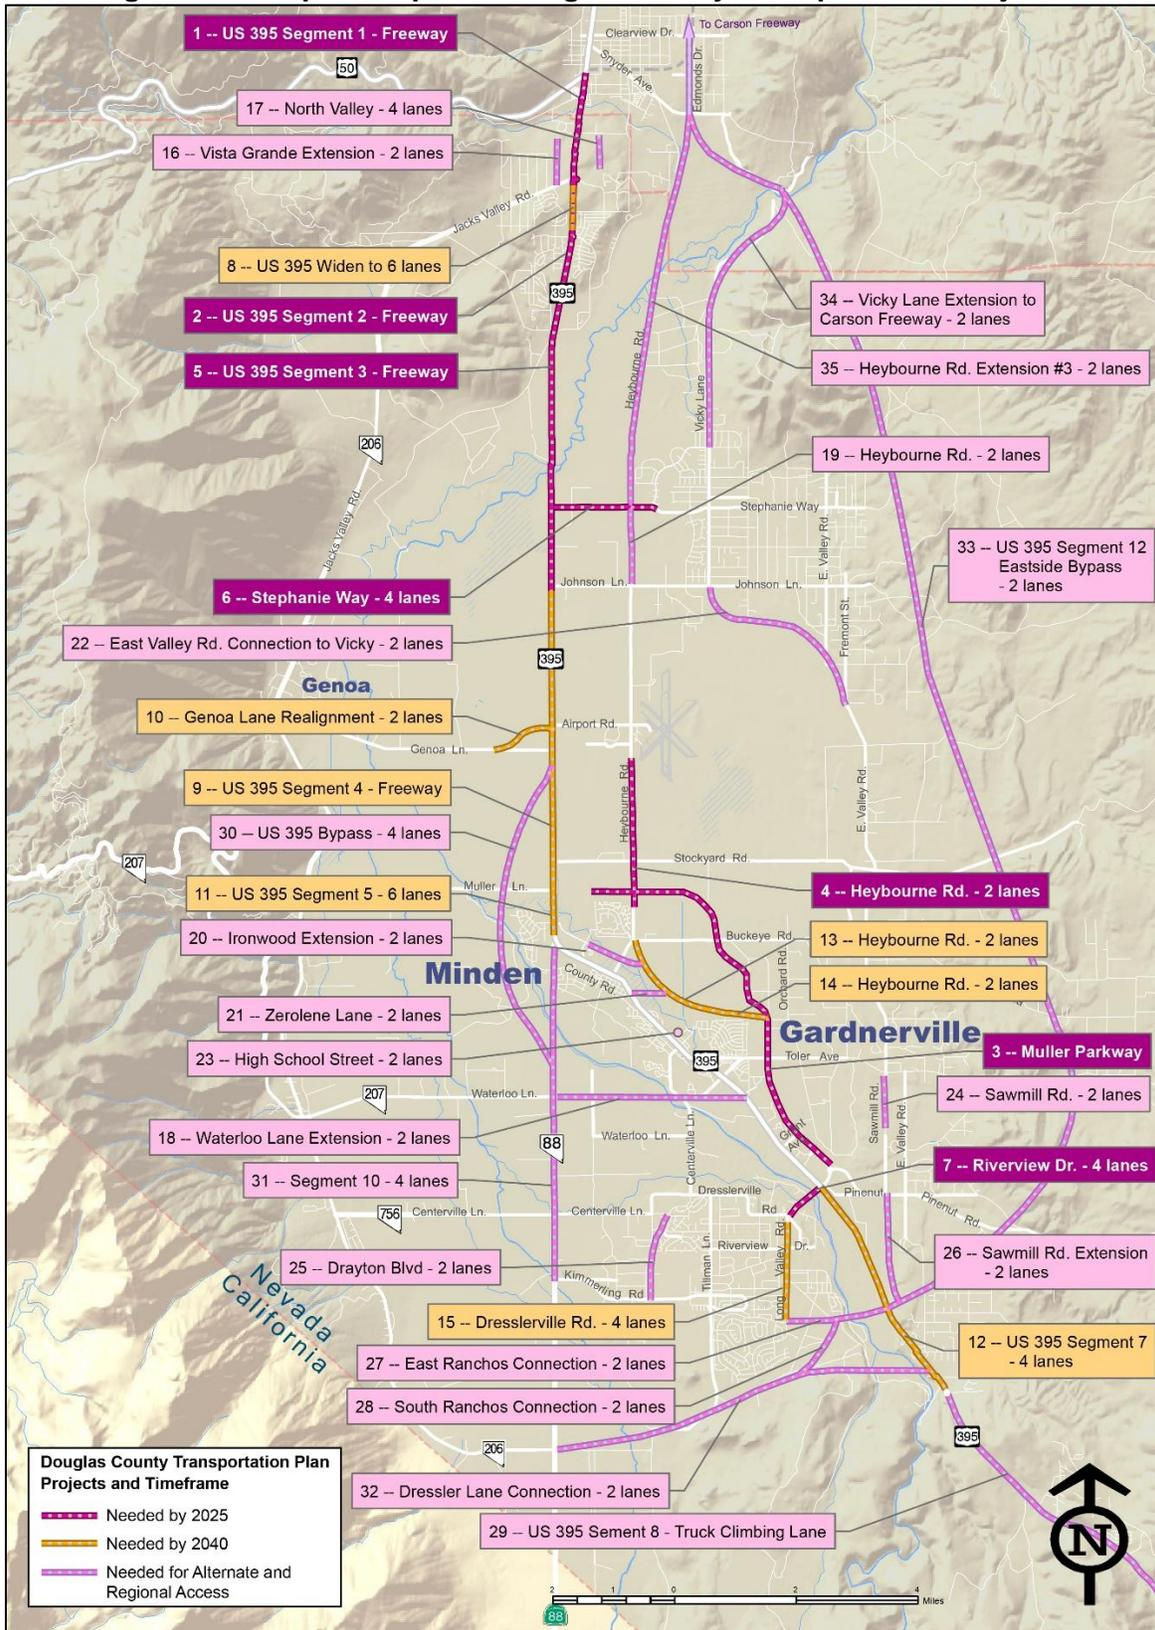 To Carson Freeway
Clearview Dr.
1 -- US 395 Segment 1 - Freeway
Snyder Ave.
Edmonds Dr.
50
17 -- North Valley - 4 lanes
16 -- Vista Grande Extension - 2 lanes
Jacks Valley Rd.
8 -- US 395 Widen to 6 lanes
395
2 -- US 395 Segment 2 - Freeway
34 -- Vicky Lane Extension to
Carson Freeway - 2 lanes
5 -- US 395 Segment 3 - Freeway
35 -- Heybourne Rd. Extension #3 - 2 lanes
Heybourne Rd
Vicky Lane
206
19 -- Heybourne Rd. - 2 lanes
Jacks Valley Rd.
Stephanie Way
E. Valley Rd.
33 -- US 395 Segment 12
Eastside Bypass
- 2 lanes
Johnson Ln.
Johnson Ln.
6 -- Stephanie Way - 4 lanes
Fremont St.
22 -- East Valley Rd. Connection to Vicky - 2 lanes
395
Genoa
10 -- Genoa Lane Realignment - 2 lanes
Airport Rd.
Genoa Ln.
9 -- US 395 Segment 4 - Freeway
Heybourne Rd.
E. Valley Rd.
30 -- US 395 Bypass - 4 lanes
207
Stockyard Rd.
11 -- US 395 Segment 5 - 6 lanes
Muller Ln.
4 -- Heybourne Rd. - 2 lanes
20 -- Ironwood Extension - 2 lanes
Buckeye Rd.
13 -- Heybourne Rd. - 2 lanes
Minden
County Rd.
Orchard Rd.
14 -- Heybourne Rd. - 2 lanes
21 -- Zerolene Lane - 2 lanes
Gardnerville
23 -- High School Street - 2 lanes
395
Toler Ave
3 -- Muller Parkway
207
Waterloo Ln.
Sawmill Rd.
24 -- Sawmill Rd. - 2 lanes
18 -- Waterloo Lane Extension - 2 lanes
88
Waterloo Ln.
Centerville Ln.
Grant Av.
E. Valley Rd.
7 -- Riverview Dr. - 4 lanes
31 -- Segment 10 - 4 lanes
Dresslerville
Rd
Pinenut
Pinenut Rd.
756
Centerville Ln.
Centerville Ln.
Riverview Dr.
Tillman Ln.
Long Valley Rd.
26 -- Sawmill Rd. Extension
- 2 lanes
25 -- Drayton Blvd - 2 lanes
Kimmerling Rd
Nevada
California
15 -- Dresslerville Rd. - 4 lanes
12 -- US 395 Segment 7
- 4 lanes
27 -- East Ranchos Connection - 2 lanes
28 -- South Ranchos Connection - 2 lanes
206
395
32 -- Dressler Lane Connection - 2 lanes
29 -- US 395 Sement 8 - Truck Climbing Lane
Douglas County Transportation Plan
Projects and Timeframe
Needed by 2025
Needed by 2040
Needed for Alternate and
Regional Access
2 1 0 2 4
Miles
88
N